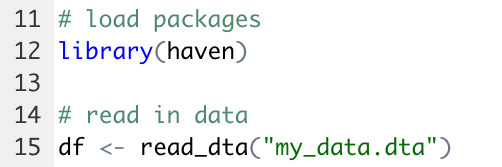 11 # load packages
12 library(haven)
13
14 # read in data
15 df <- read_dta("my_data.dta")